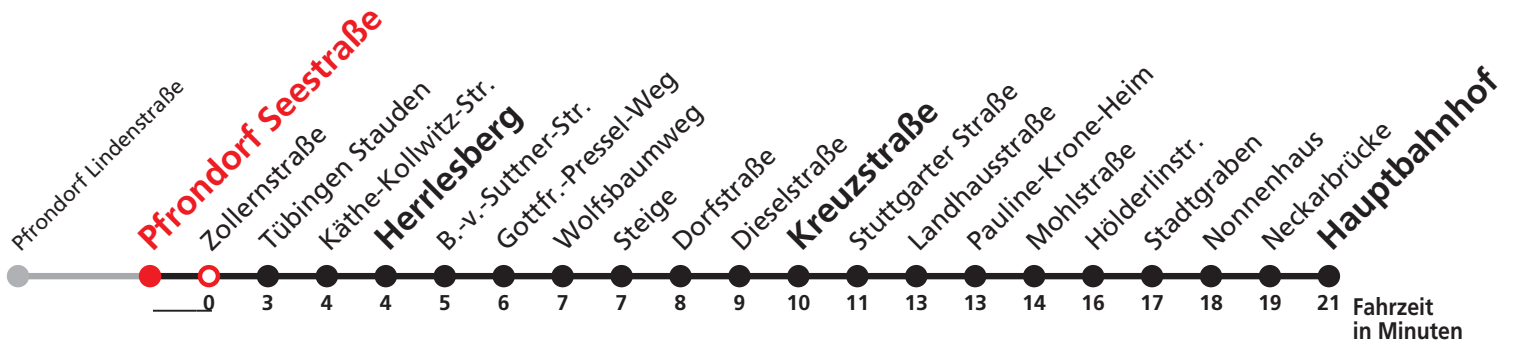 Pfrondorf Lindenstraße
Pfrondorf Seestraße
Zollernstraße
Tübingen Stauden
Käthe-Kollwitz-Str.
Herrlesberg
B.-v.-Suttner-Str.
Gottfr.-Pressel-Weg
Wolfsbaumweg
Steige
Dorfstraße
Dieselstraße
Kreuzstraße
Stuttgarter Straße
Landhausstraße
Pauline-Krone-Heim
Mohlstraße
Hölderlinstr.
Stadtgraben
Nonnenhaus
Neckarbrücke
Hauptbahnhof
0 3 4 4 5 6 7 7 8 9 10 11 13 13 14 16 17 18 19 21 Fahrzeit
in Minuten